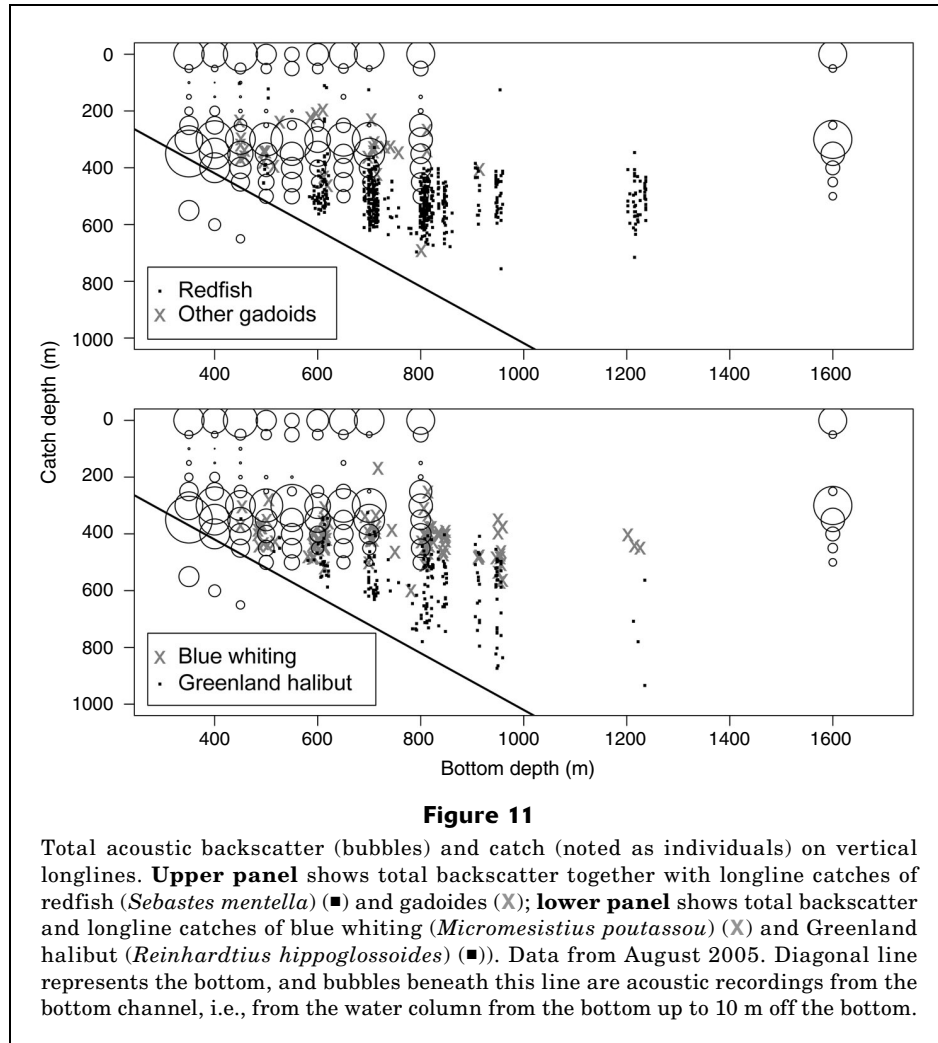 0
200
400
600
800
1000
Redfish
X Other gadoids
400 600 800 1000 1200 1400 1600
Catch depth (m)
0
200
400
600
800
1000
X Blue whiting
Greenland halibut
400 600 800 1000 1200 1400 1600
Bottom depth (m)
Figure 11
Total acoustic backscatter (bubbles) and catch (noted as individuals) on vertical
longlines. Upper panel shows total backscatter together with longline catches of
redfish (Sebastes mentella) (■) and gadoides (X); lower panel shows total backscatter
and longline catches of blue whiting (Micromesistius poutassou) (X) and Greenland
halibut (Reinhardtius hippoglossoides) (■)). Data from August 2005. Diagonal line
represents the bottom, and bubbles beneath this line are acoustic recordings from the
bottom channel, i.e., from the water column from the bottom up to 10 m off the bottom.